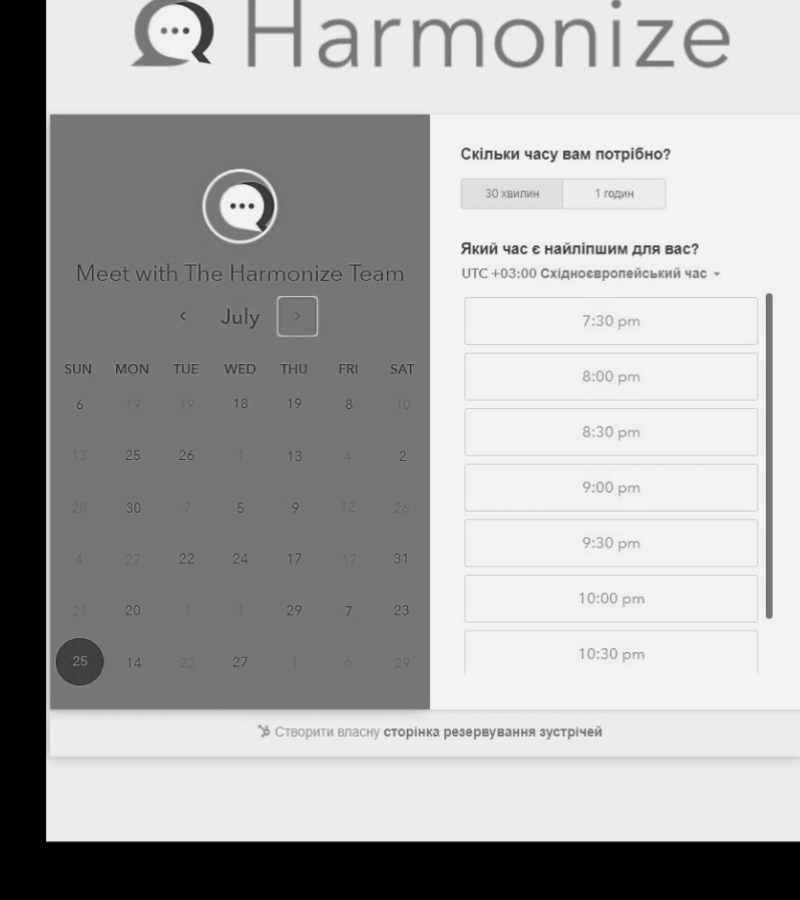 Harmonize
Meet with The Harmonize Team
July
SUN MON TUE WED THU FRI SAT
6 19 19 18 19 8 10
13 25 26 1 13 4 2
28 30 7 5 9 12 26
4 27 22 24 17 17 31
21 20 1 1 29 7 23
25 14 22 27 1 6 29
Скільки часу вам потрібно?
30 хвилин 1 годин
Який час є найліпшим для вас?
UTC +03:00 Східноєвропейський час
7:30 pm
8:00 pm
8:30 pm
9:00 pm
9:30 pm
10:00 pm
10:30 pm
Створити власну сторінка резервування зустрічей